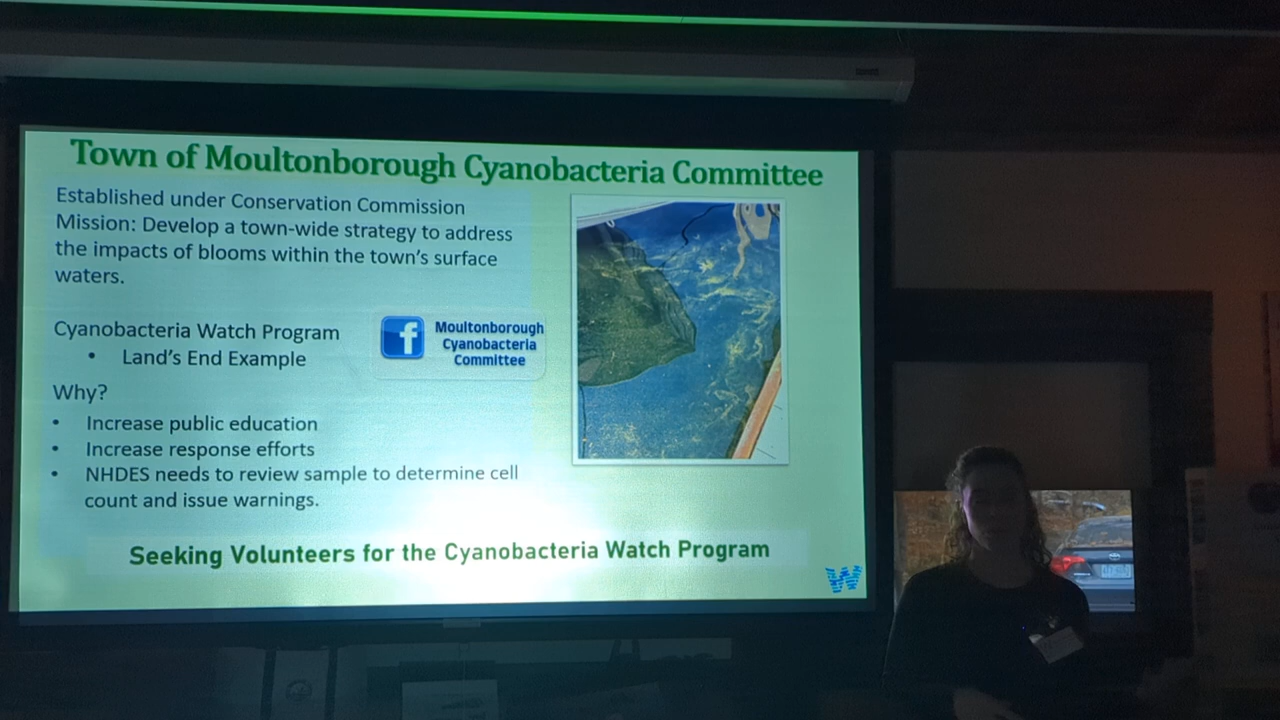 Town of Moultonborough Cyanobacteria Committee
Established under Conservation Commission
Mission: Develop a town-wide strategy to address
the impacts of blooms within the town's surface
waters.
Cyanobacteria Watch Program
• Land's End Example
f
Moultonborough
Cyanobacteria
Committee
Why?
• Increase public education
• Increase response efforts
• NHDES needs to review sample to determine cell
count and issue warnings.
Seeking Volunteers for the Cyanobacteria Watch Program
W